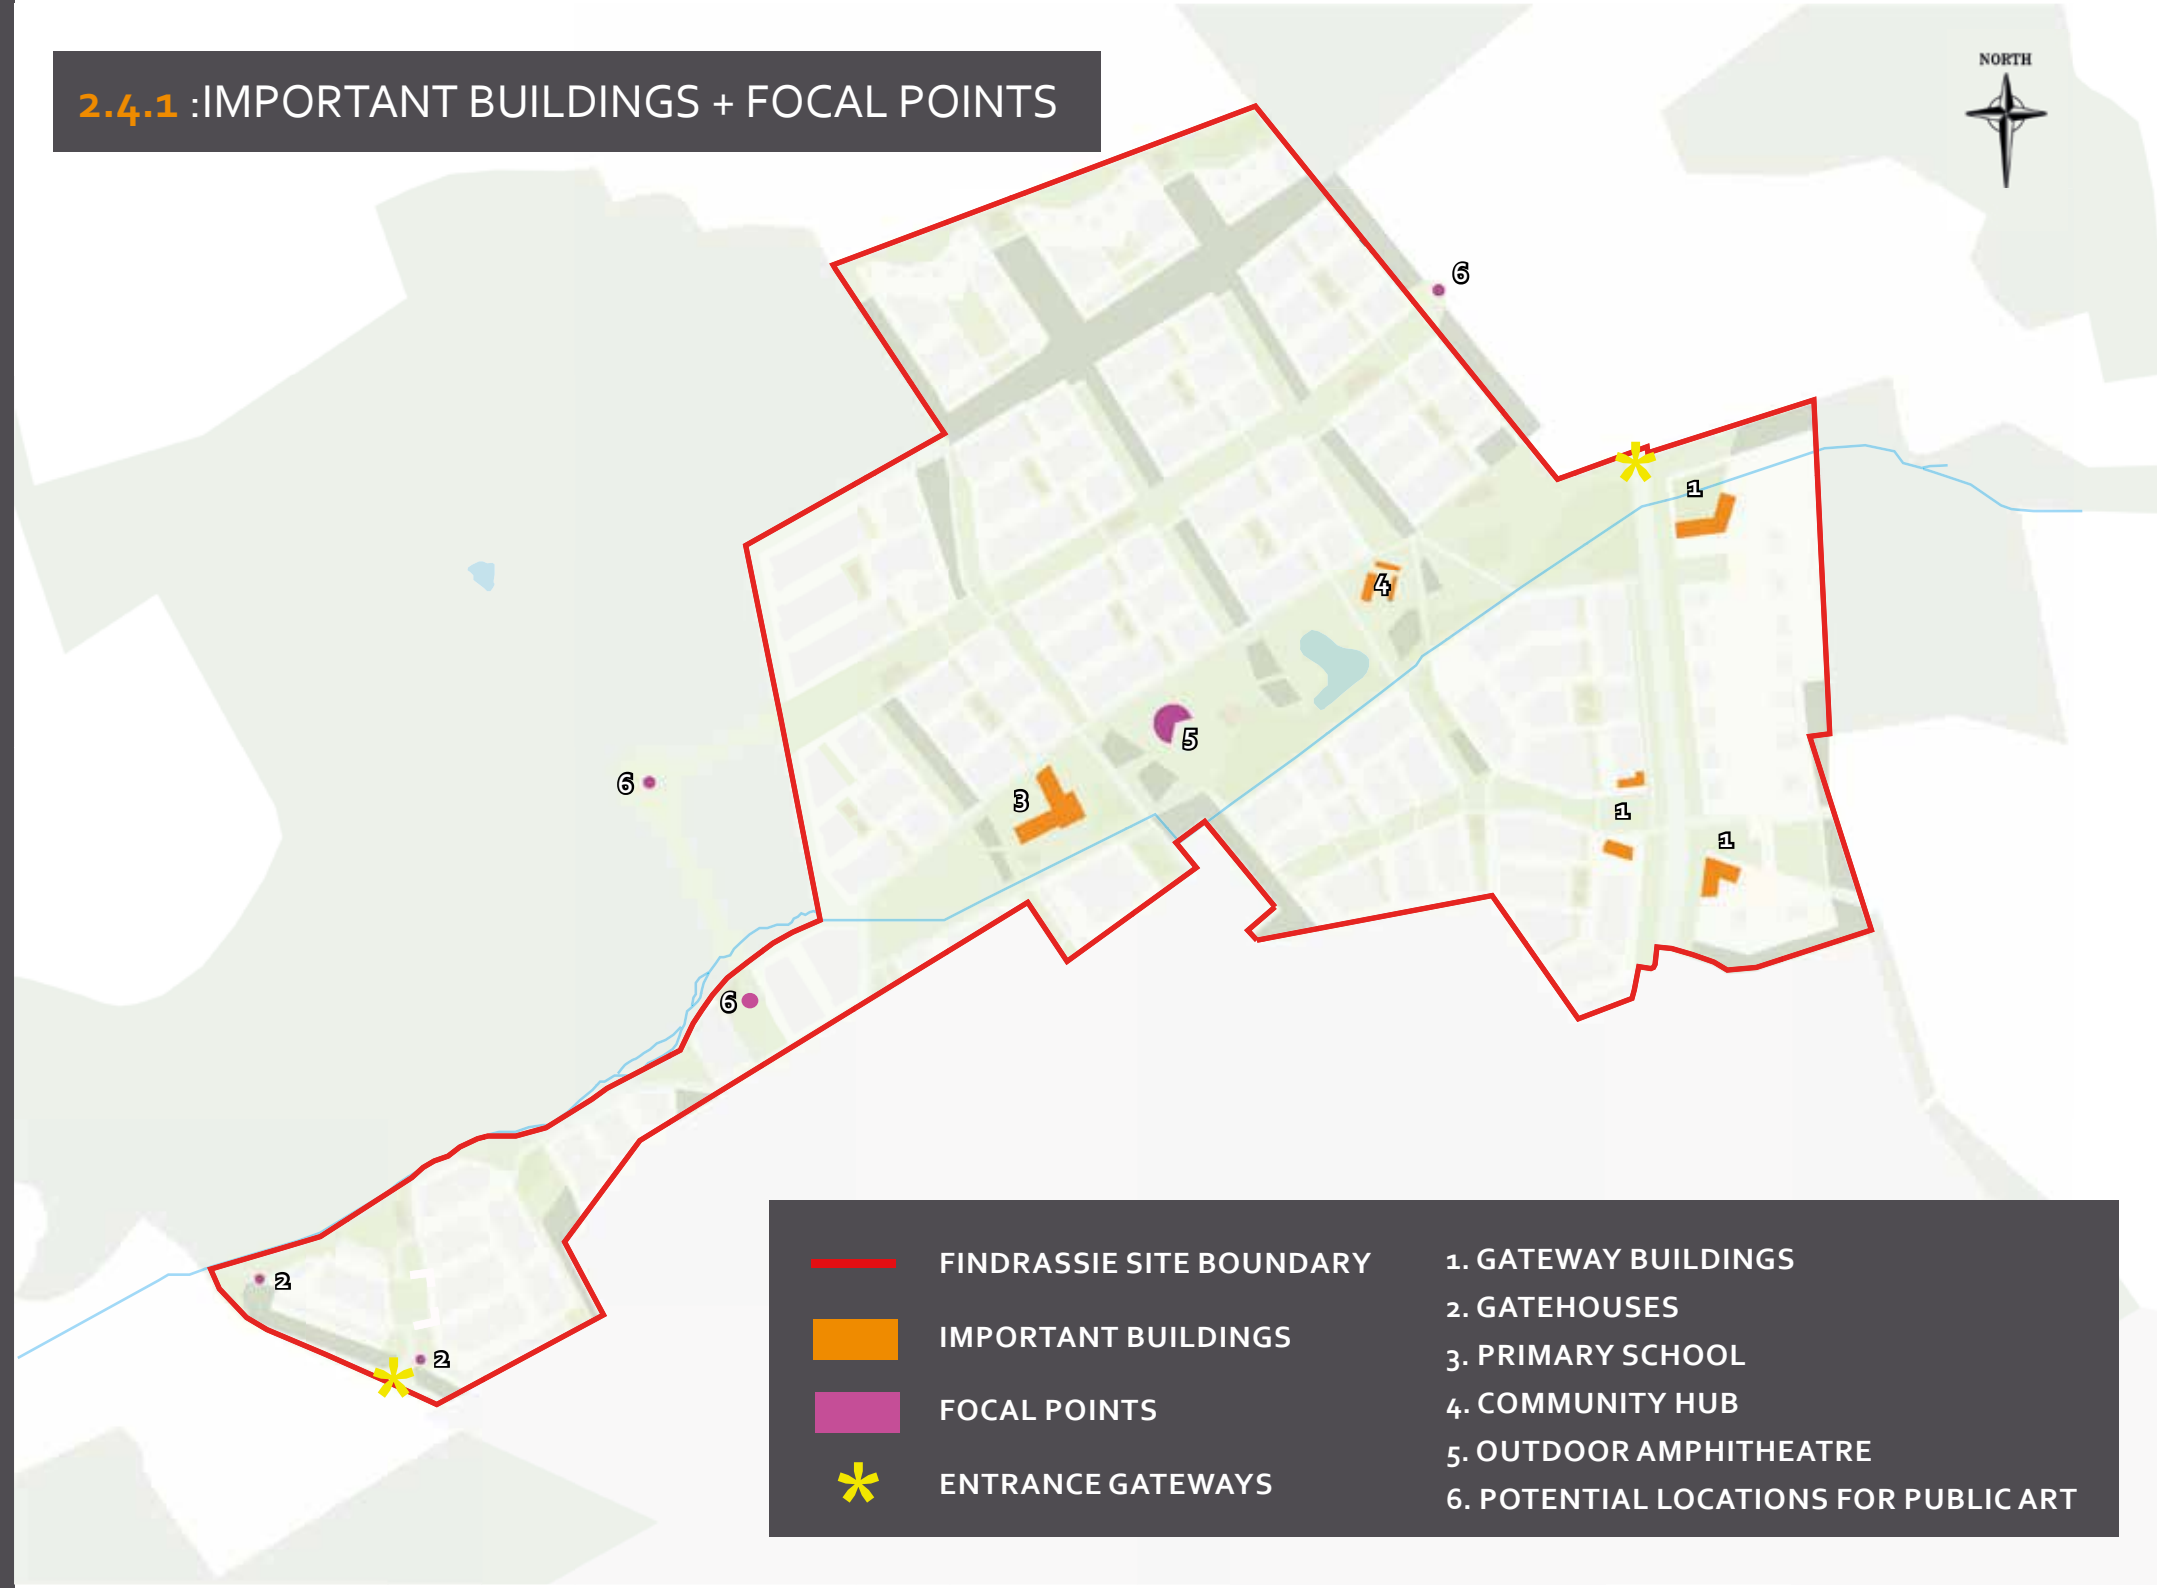 2.4.1 :IMPORTANT BUILDINGS + FOCAL POINTS
NORTH
6
1
4
5
6
3
1
1
6
2
2
FINDRASSIE SITE BOUNDARY
IMPORTANT BUILDINGS
FOCAL POINTS
ENTRANCE GATEWAYS
1. GATEWAY BUILDINGS
2. GATEHOUSES
3. PRIMARY SCHOOL
4. COMMUNITY HUB
5. OUTDOOR AMPHITHEATRE
6. POTENTIAL LOCATIONS FOR PUBLIC ART